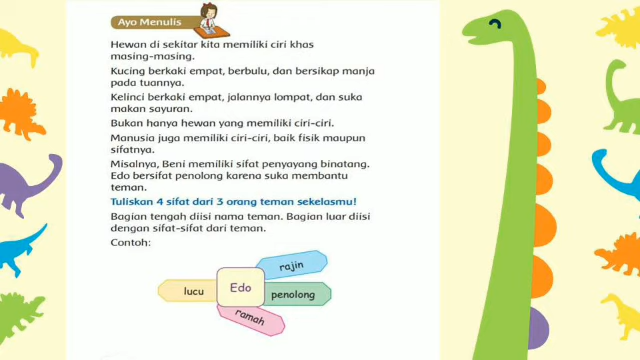 Ayo Menulis
Hewan di sekitar kita memiliki ciri khas
masing-masing.
Kucing berkaki empat, berbulu, dan bersikap manja
pada tuannya.
Kelinci berkaki empat, jalannya lompat, dan suka
makan sayuran.
Bukan hanya hewan yang memiliki ciri-ciri.
Manusia juga memiliki ciri-ciri, baik fisik maupun
sifatnya.
Misalnya, Beni memiliki sifat penyayang binatang.
Edo bersifat penolong karena suka membantu
teman.
Tuliskan 4 sifat dari 3 orang teman sekelasmu!
Bagian tengah diisi nama teman. Bagian luar diisi
dengan sifat-sifat dari teman.
Contoh:
rajin
lucu
Edo
penolong
ramah